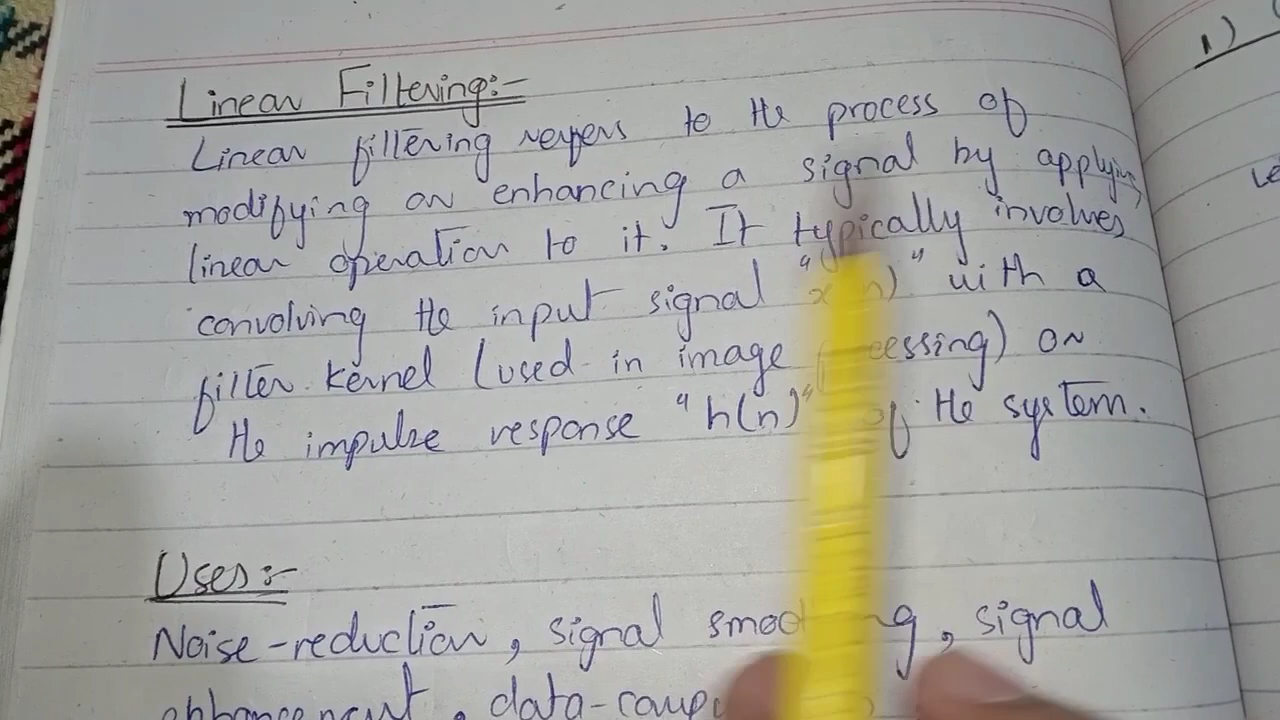 Linear Filtering:-
Linear filtering refers to the process of
modifying or enhancing a signal by applying
linear operation to it. It typically involves
convolving the input signal "x(n)" with a
filter kernel (used in image) or
the impulse response "h(n)" of the system.
Uses:-
Noise-reduction, signal, signal
enhancement, data-
1)